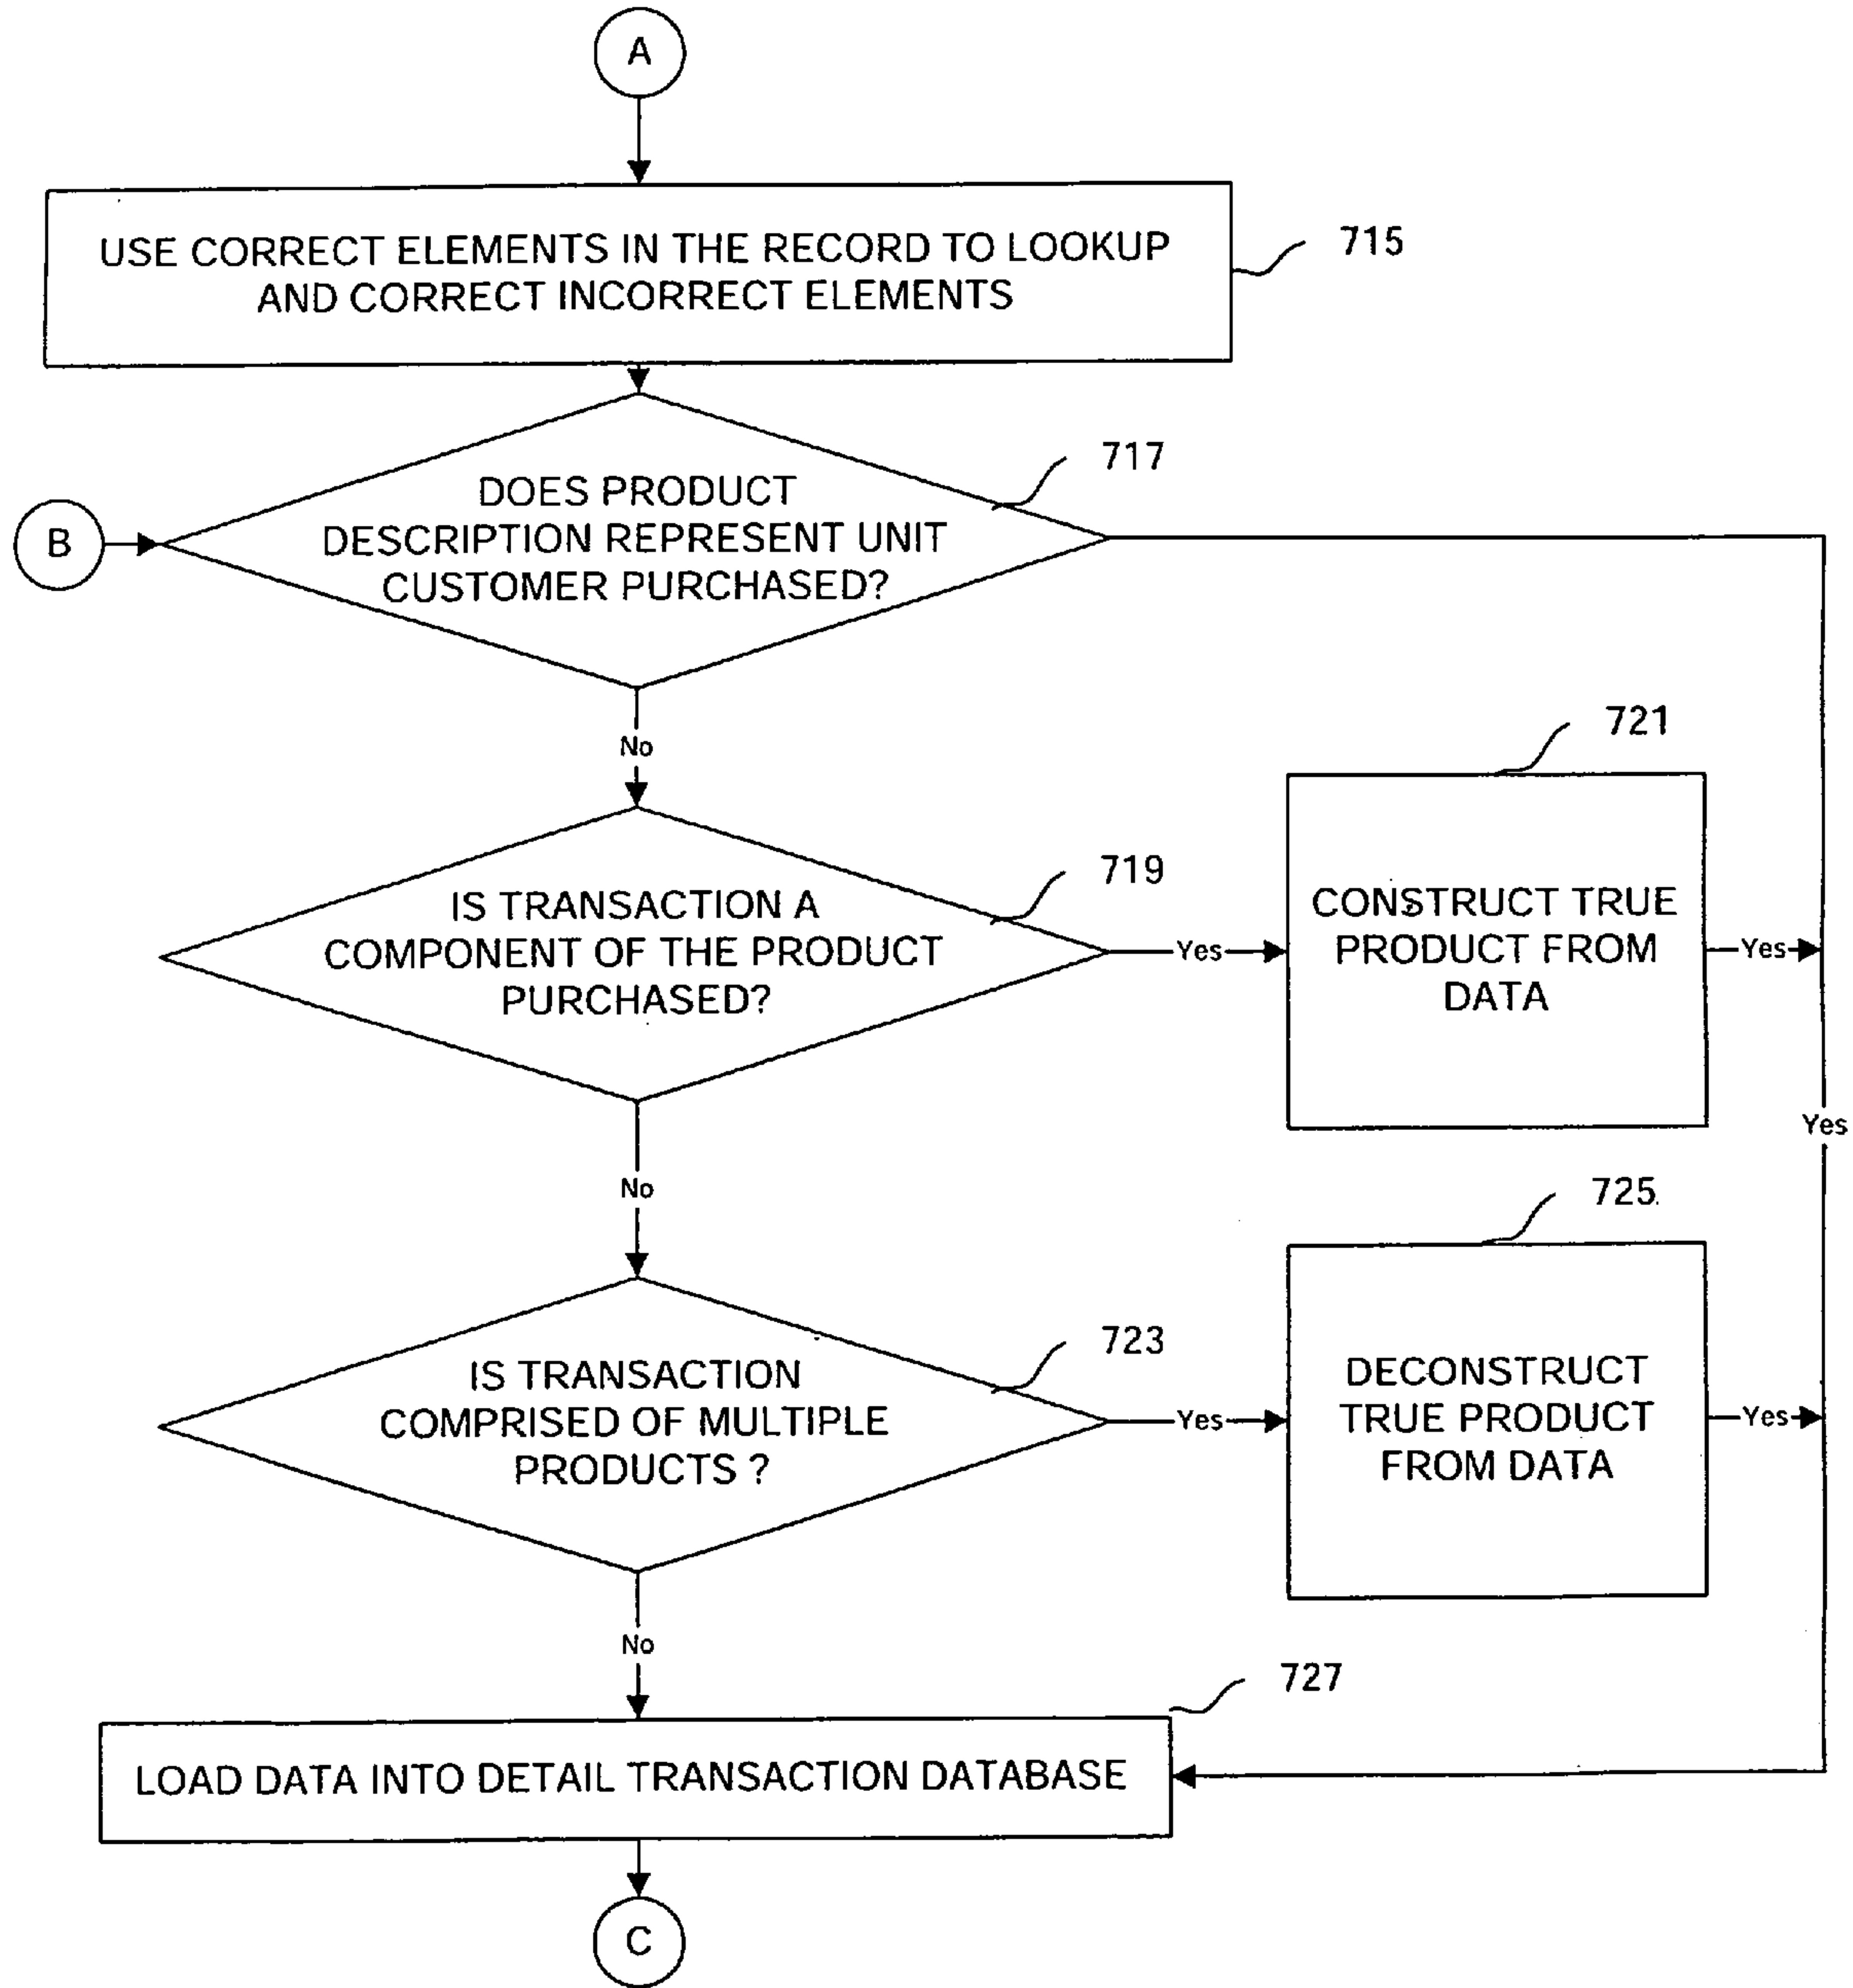 A
USE CORRECT ELEMENTS IN THE RECORD TO LOOKUP
AND CORRECT INCORRECT ELEMENTS
715
B
DOES PRODUCT
DESCRIPTION REPRESENT UNIT
CUSTOMER PURCHASED?
717
No
IS TRANSACTION A
COMPONENT OF THE PRODUCT
PURCHASED?
719
Yes
721
CONSTRUCT TRUE
PRODUCT FROM
DATA
Yes
Yes
No
IS TRANSACTION
COMPRISED OF MULTIPLE
PRODUCTS ?
723
Yes
725
DECONSTRUCT
TRUE PRODUCT
FROM DATA
Yes
No
727
LOAD DATA INTO DETAIL TRANSACTION DATABASE
C